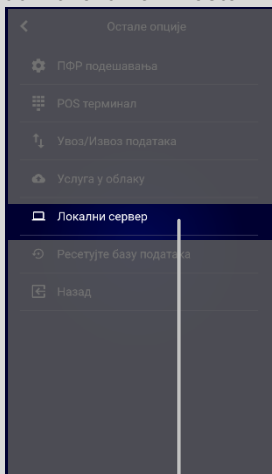 Остале опције
ПФР подешавања
POS терминал
Увоз/Извоз података
Услуга у облаку
Локални сервер
Ресетујте базу података
Назад